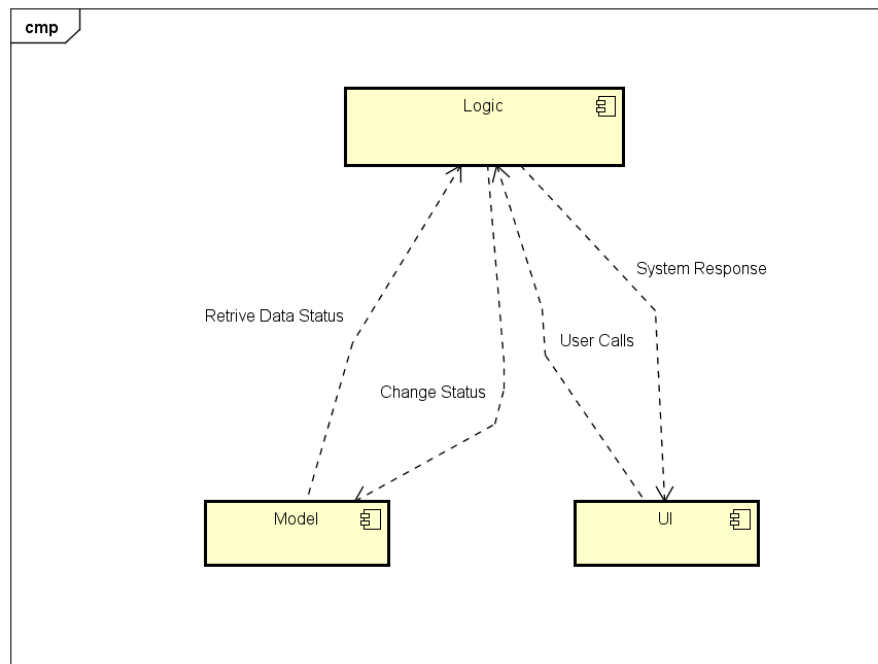 cmp
Logic
System Response
Retrive Data Status
User Calls
Change Status
Model
UI